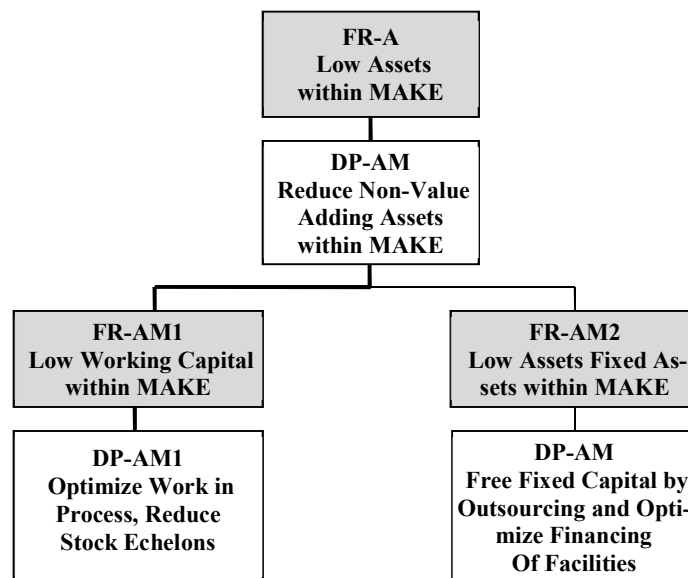 FR-A
Low Assets
within MAKE
DP-AM
Reduce Non-Value
Adding Assets
within MAKE
FR-AM1
Low Working Capital
within MAKE
FR-AM2
Low Assets Fixed As-
sets within MAKE
DP-AM1
Optimize Work in
Process, Reduce
Stock Echelons
DP-AM
Free Fixed Capital by
Outsourcing and Opti-
mize Financing
Of Facilities